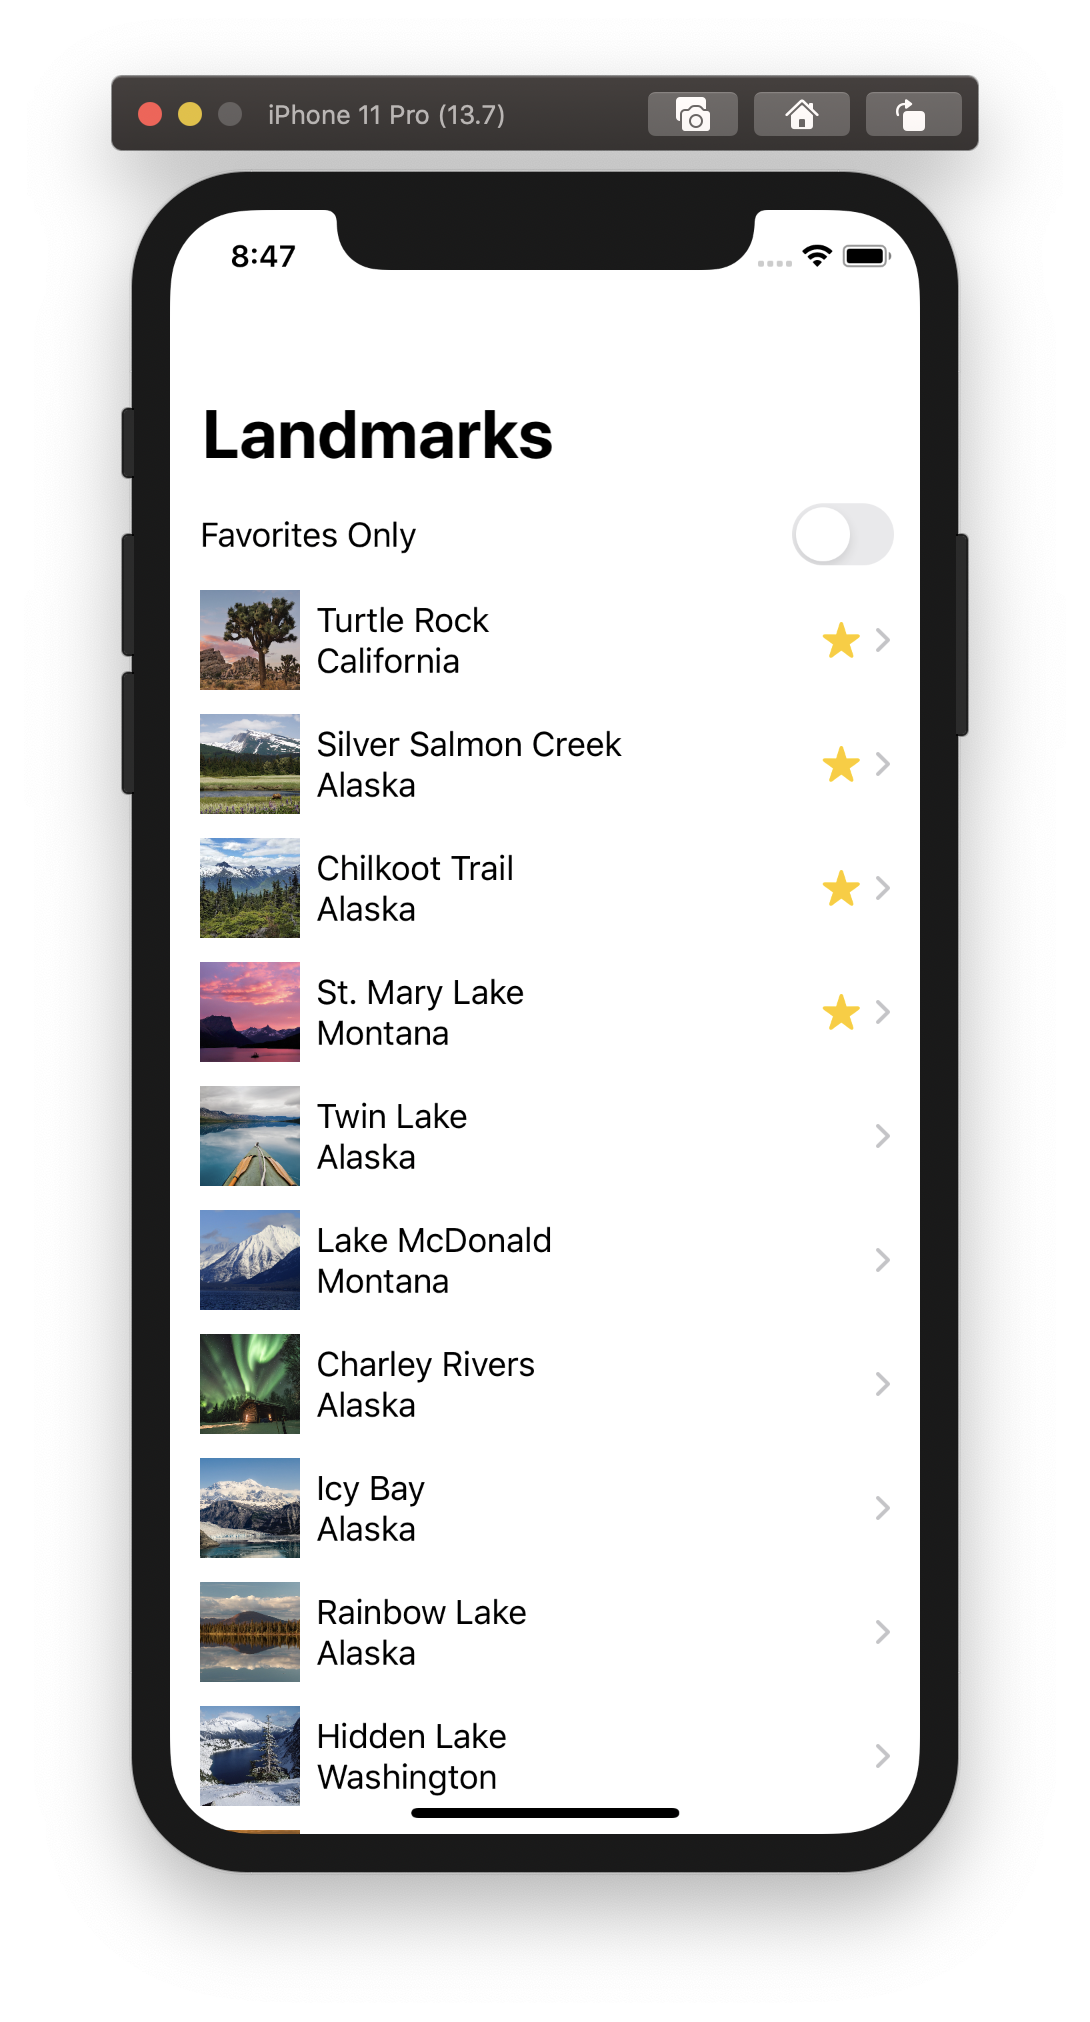 iPhone 11 Pro (13.7)
8:47
Landmarks
Favorites Only
Turtle Rock
California
Silver Salmon Creek
Alaska
Chilkoot Trail
Alaska
St. Mary Lake
Montana
Twin Lake
Alaska
Lake McDonald
Montana
Charley Rivers
Alaska
Icy Bay
Alaska
Rainbow Lake
Alaska
Hidden Lake
Washington